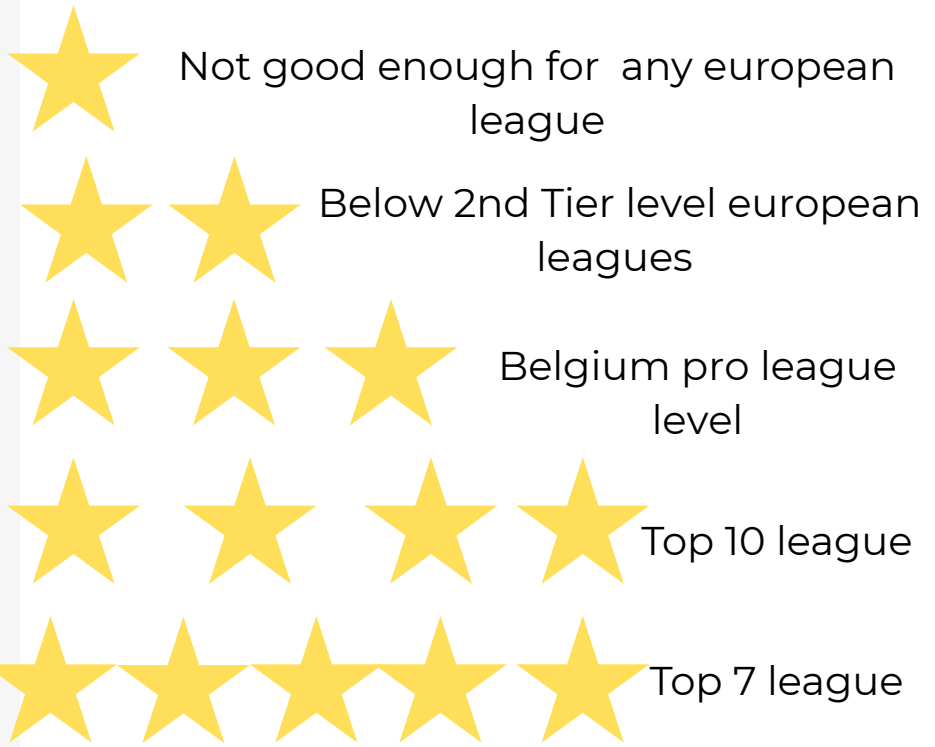 Not good enough for  any european
league
Below 2nd Tier level european
leagues
Belgium pro league
level
Top 10 league
Top 7 league